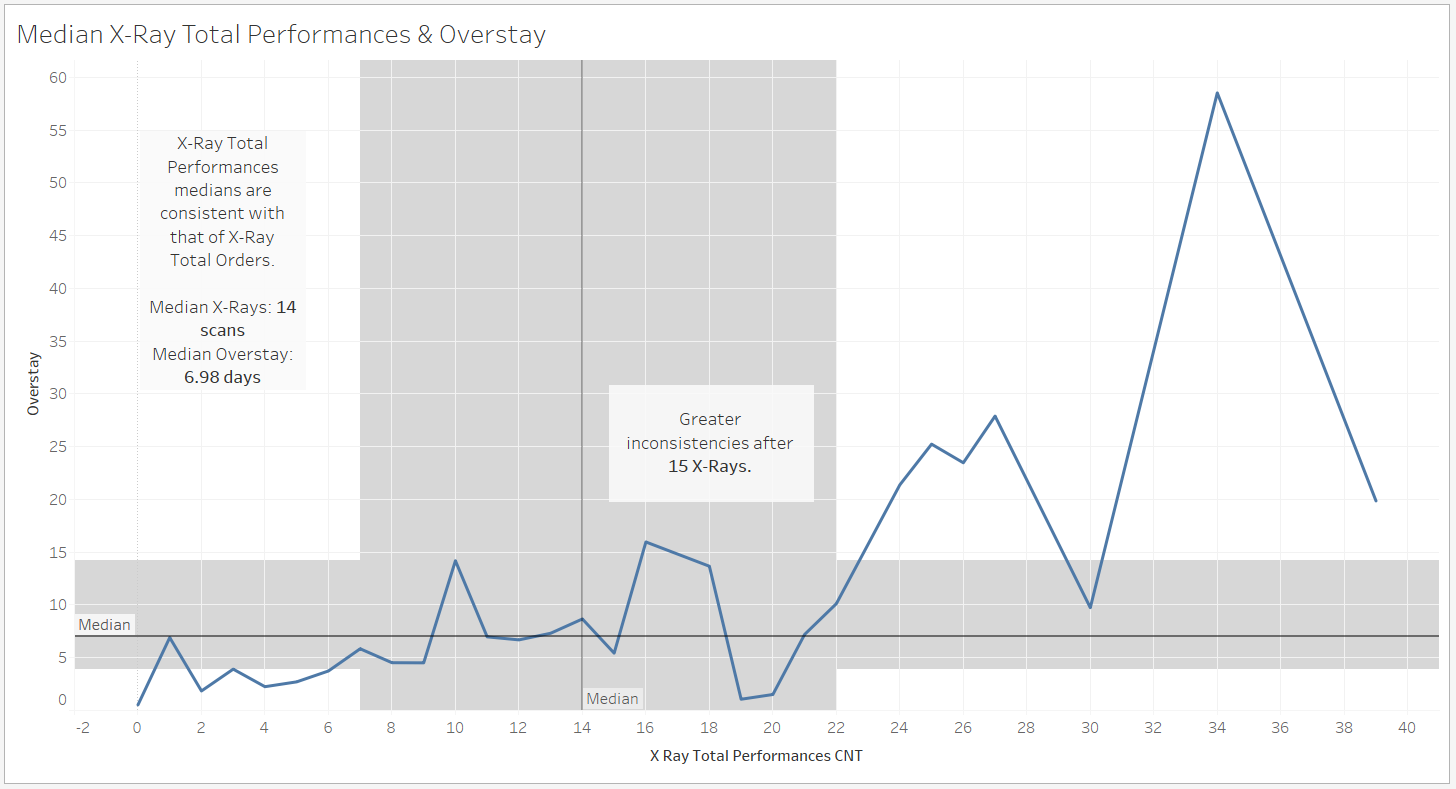 Median X-Ray Total Performances & Overstay
60
55
50
45
40
35
30
25
20
15
10
5
0
Overstay
X-Ray Total
Performances
medians are
consistent with
that of X-Ray
Total Orders.
Median X-Rays: 14
scans
Median Overstay:
6.98 days
Greater
inconsistencies after
15 X-Rays.
Median
Median
-2 0 2 4 6 8 10 12 14 16 18 20 22 24 26 28 30 32 34 36 38 40
X Ray Total Performances CNT